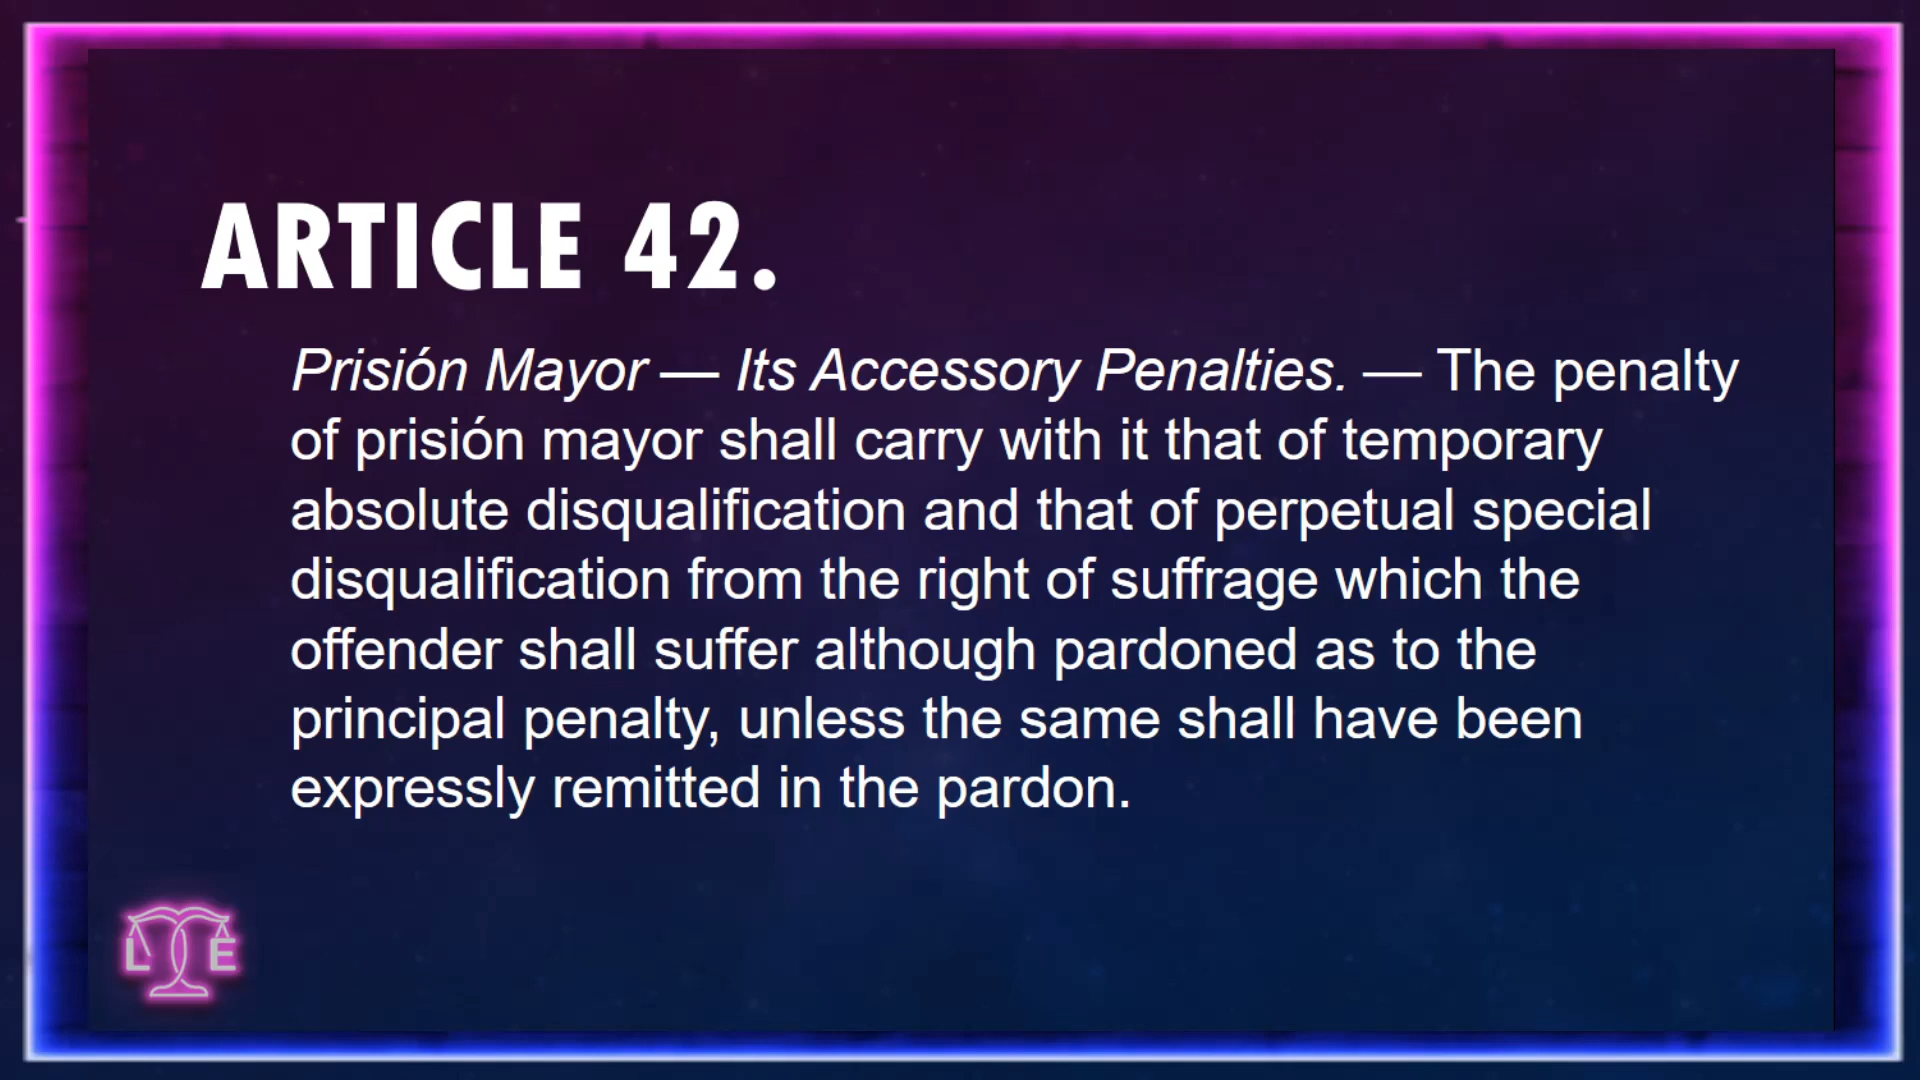 ARTICLE 42.
Prisión Mayor — Its Accessory Penalties. — The penalty
of prisión mayor shall carry with it that of temporary
absolute disqualification and that of perpetual special
disqualification from the right of suffrage which the
offender shall suffer although pardoned as to the
principal penalty, unless the same shall have been
expressly remitted in the pardon.
L E